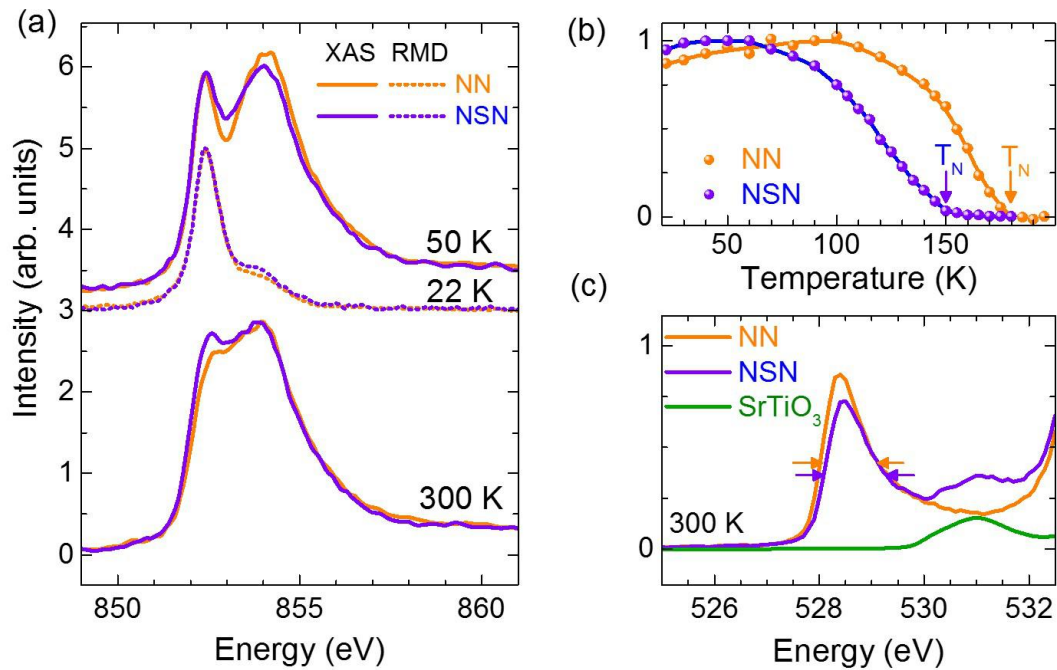 (a)
XAS RMD
NN
NSN
50 K
22 K
300 K
6
5
4
3
2
1
0
Intensity (arb. units)
850 855 860
Energy (eV)
(b)
1
0
NN
NSN
T_N T_N
50 100 150
Temperature (K)
(c)
NN
NSN
SrTiO₃
300 K
1
0
526 528 530 532
Energy (eV)